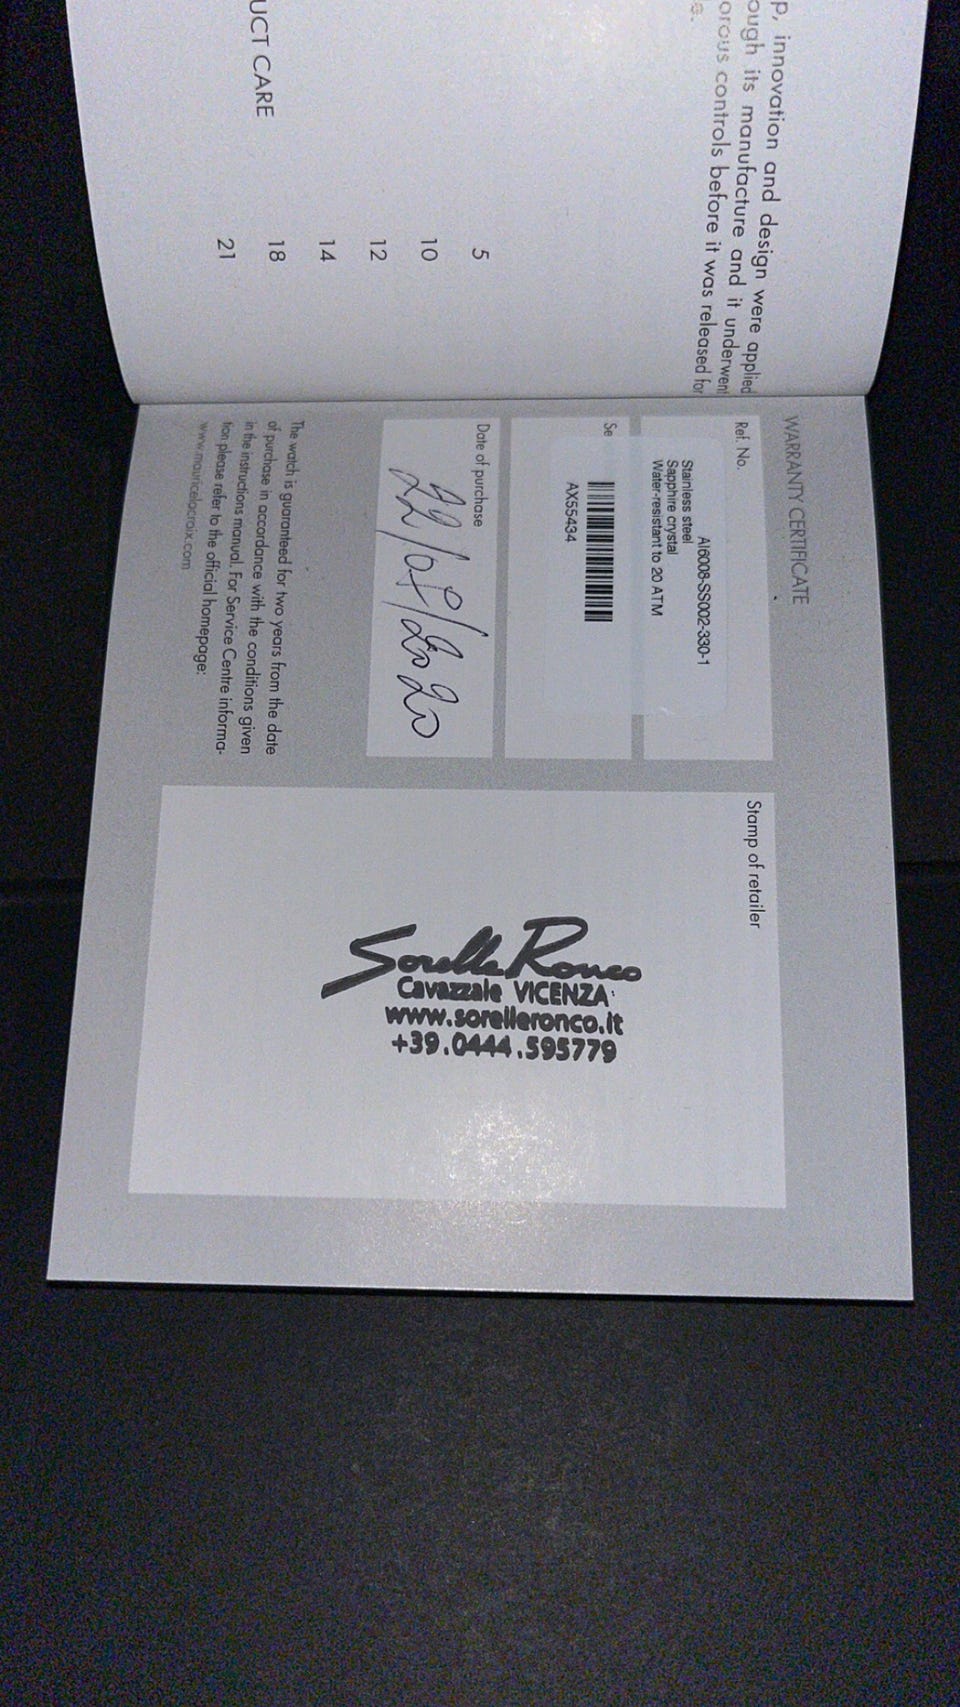 p, innovation and design were applied
ough its manufacture and it underwent
orous controls before it was released for
e.
5
10
12
14
UCT CARE 18
21
WARRANTY CERTIFICATE
Ref. No.
AI6008-SS002-330-1
Stainless steel
Sapphire crystal
Water-resistant to 20 ATM
Se
AX55434
Date of purchase
22/08/2020
The watch is guaranteed for two years from the date
of purchase in accordance with the conditions given
in the instructions manual. For Service Centre informa-
tion please refer to the official homepage:
www.mauricelacroix.com
Stamp of retailer
Sorelle Ronco
Cavazzale VICENZA
www.sorelleronco.it
+39.0444.595779